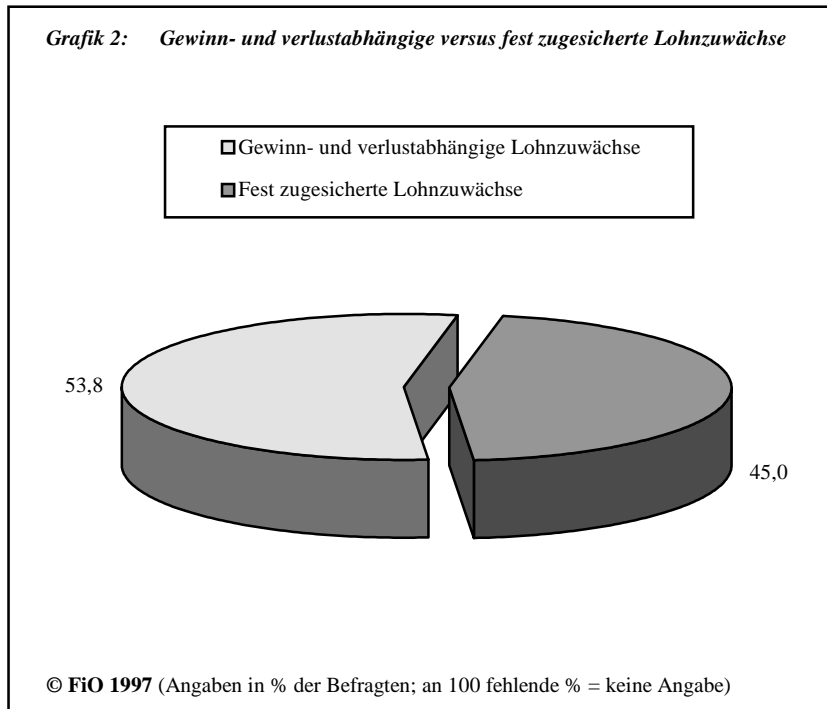 Grafik 2: Gewinn- und verlustabhängige versus fest zugesicherte Lohnzuwächse
Gewinn- und verlustabhängige Lohnzuwächse
Fest zugesicherte Lohnzuwächse
53,8
45,0
© FiO 1997 (Angaben in % der Befragten; an 100 fehlende % = keine Angabe)